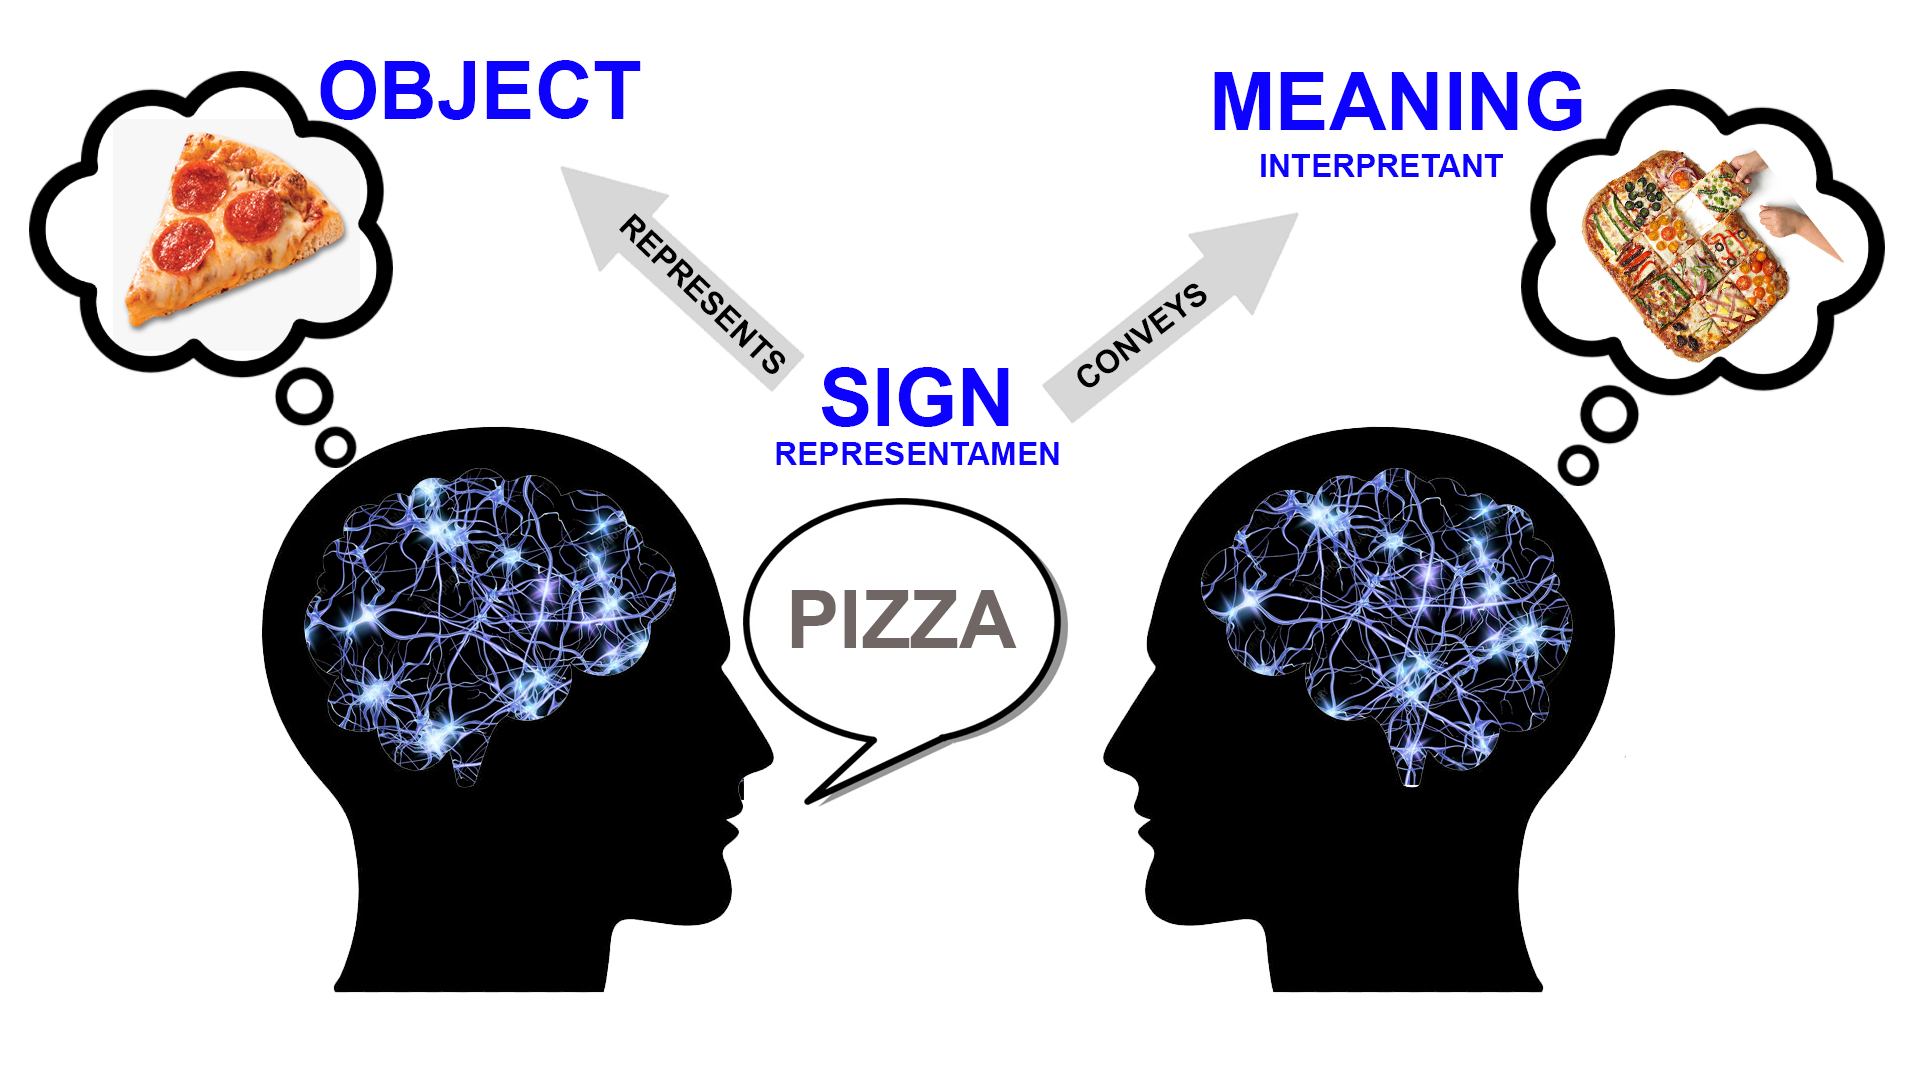 OBJECT
MEANING
INTERPRETANT
REPRESENTS
CONVEYS
SIGN
REPRESENTAMEN
PIZZA